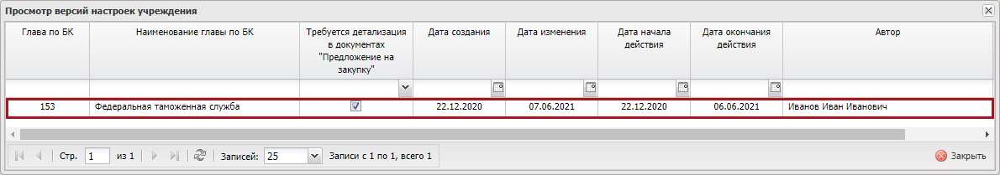 Просмотр версий настроек учреждения
Глава по БК
Наименование главы по БК
Требуется детализация
в документах
"Предложение на
закупку"
Дата создания
Дата изменения
Дата начала
действия
Дата окончания
действия
Автор
153 Федеральная таможенная служба 22.12.2020 07.06.2021 22.12.2020 06.06.2021 Иванов Иван Иванович
Стр. 1 из 1 Записей: 25 Записи с 1 по 1, всего 1 Закрыть